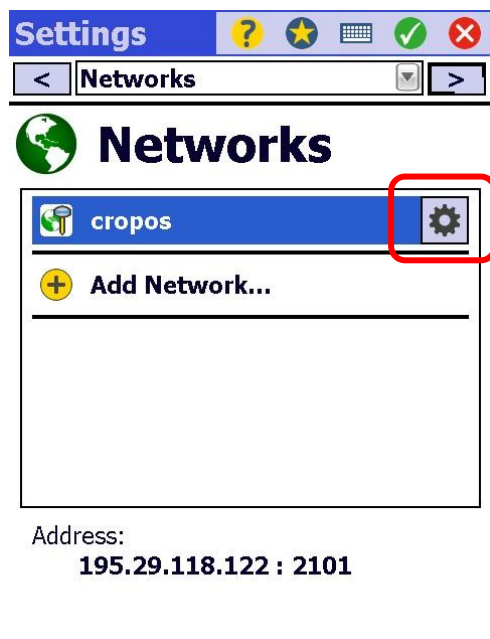 Settings
< Networks >
Networks
cropos
Add Network...
Address:
195.29.118.122 : 2101